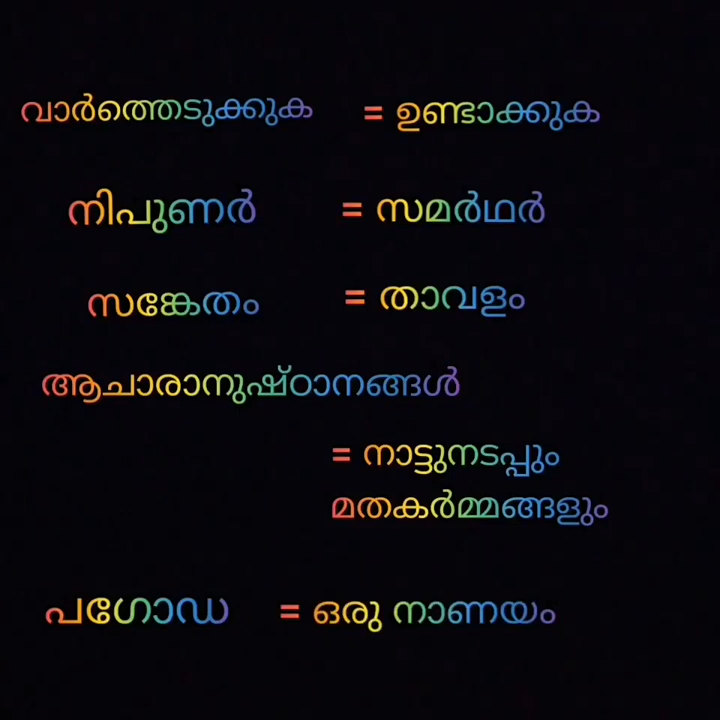 വാർത്തെടുക്കുക = ഉണ്ടാക്കുക
നിപുണർ = സമർഥർ
സങ്കേതം = താവളം
ആചാരാനുഷ്ഠാനങ്ങൾ
= നാട്ടുനടപ്പും
മതകർമ്മങ്ങളും
പഗോഡ = ഒരു നാണയം